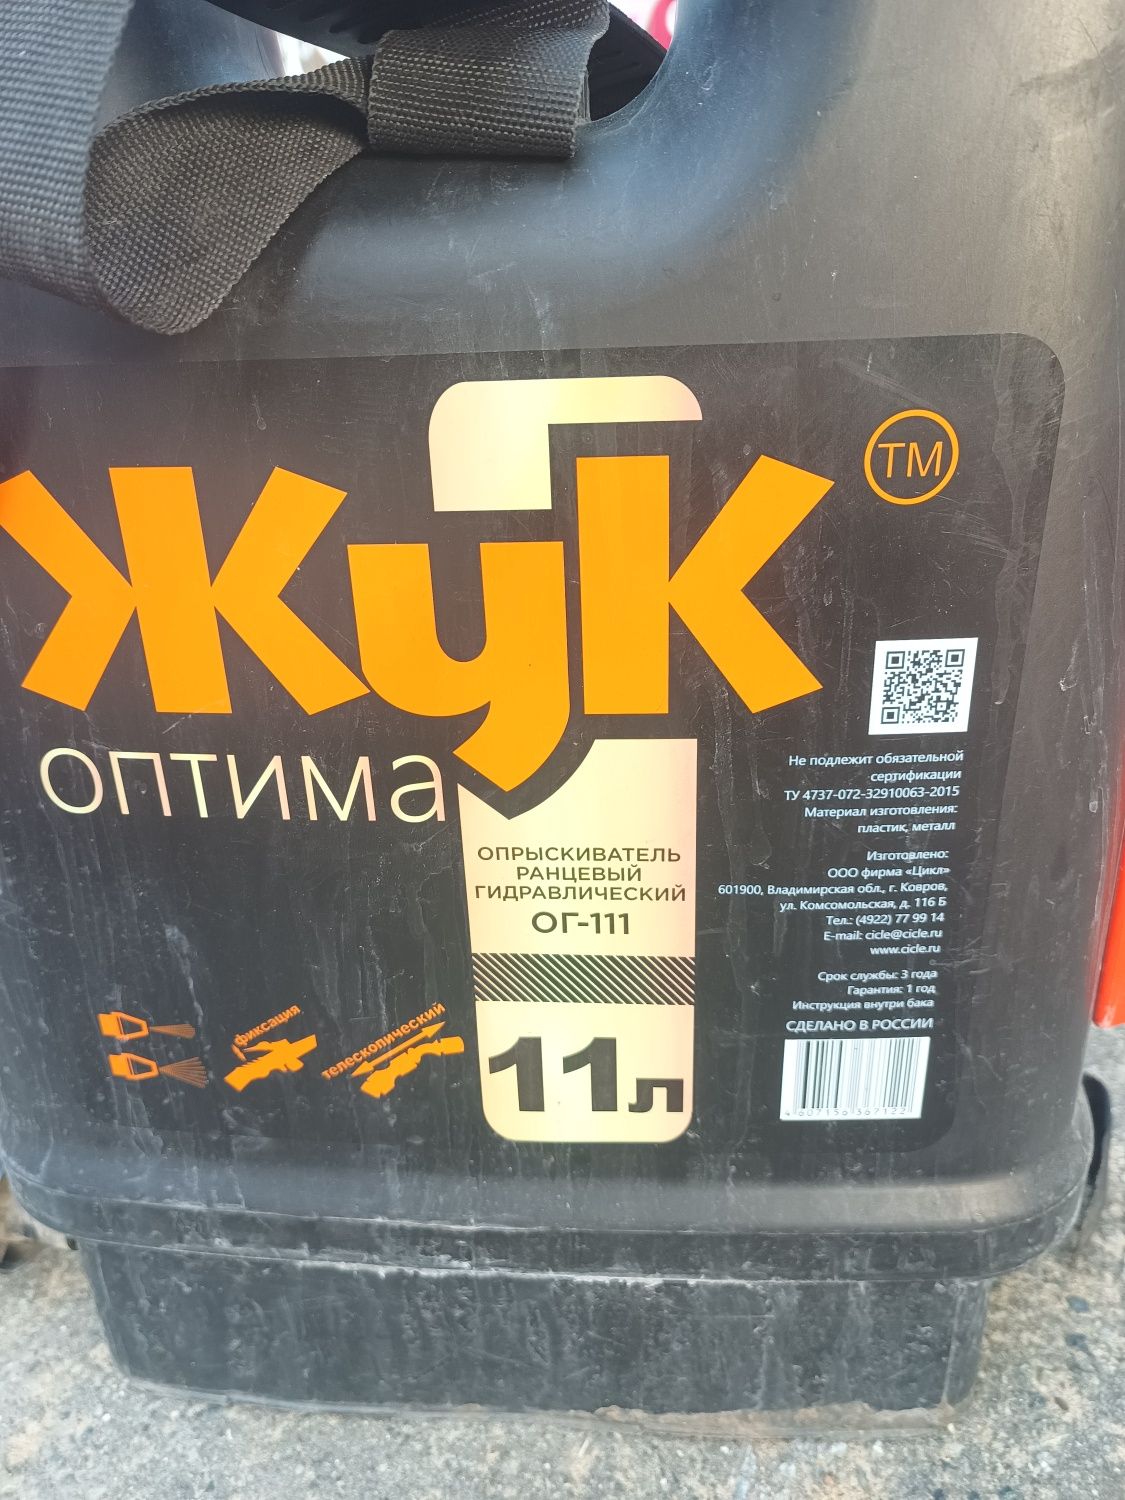 Жук
TM
оптима
ОПРЫСКИВАТЕЛЬ
РАНЦЕВЫЙ
ГИДРАВЛИЧЕСКИЙ
ОГ-111
11л
фиксация
телескопический
Не подлежит обязательной
сертификации
ТУ 4737-072-32910063-2015
Материал изготовления:
пластик, металл
Изготовлено:
ООО фирма «Цикл»
601900, Владимирская обл., г. Ковров,
ул. Комсомольская, д. 116 Б
Тел.: (4922) 77 99 14
E-mail: cicle@cicle.ru
www.cicle.ru
Срок службы: 3 года
Гарантия: 1 год
Инструкция внутри бака
СДЕЛАНО В РОССИИ
4607156367122